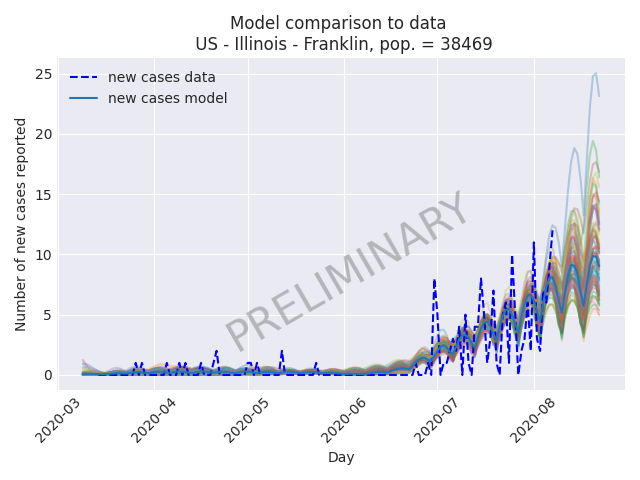 Model comparison to data
US - Illinois - Franklin, pop. = 38469
new cases data
new cases model
Number of new cases reported
25
20
15
10
5
0
PRELIMINARY
2020-03
2020-04
2020-05
2020-06
2020-07
2020-08
Day